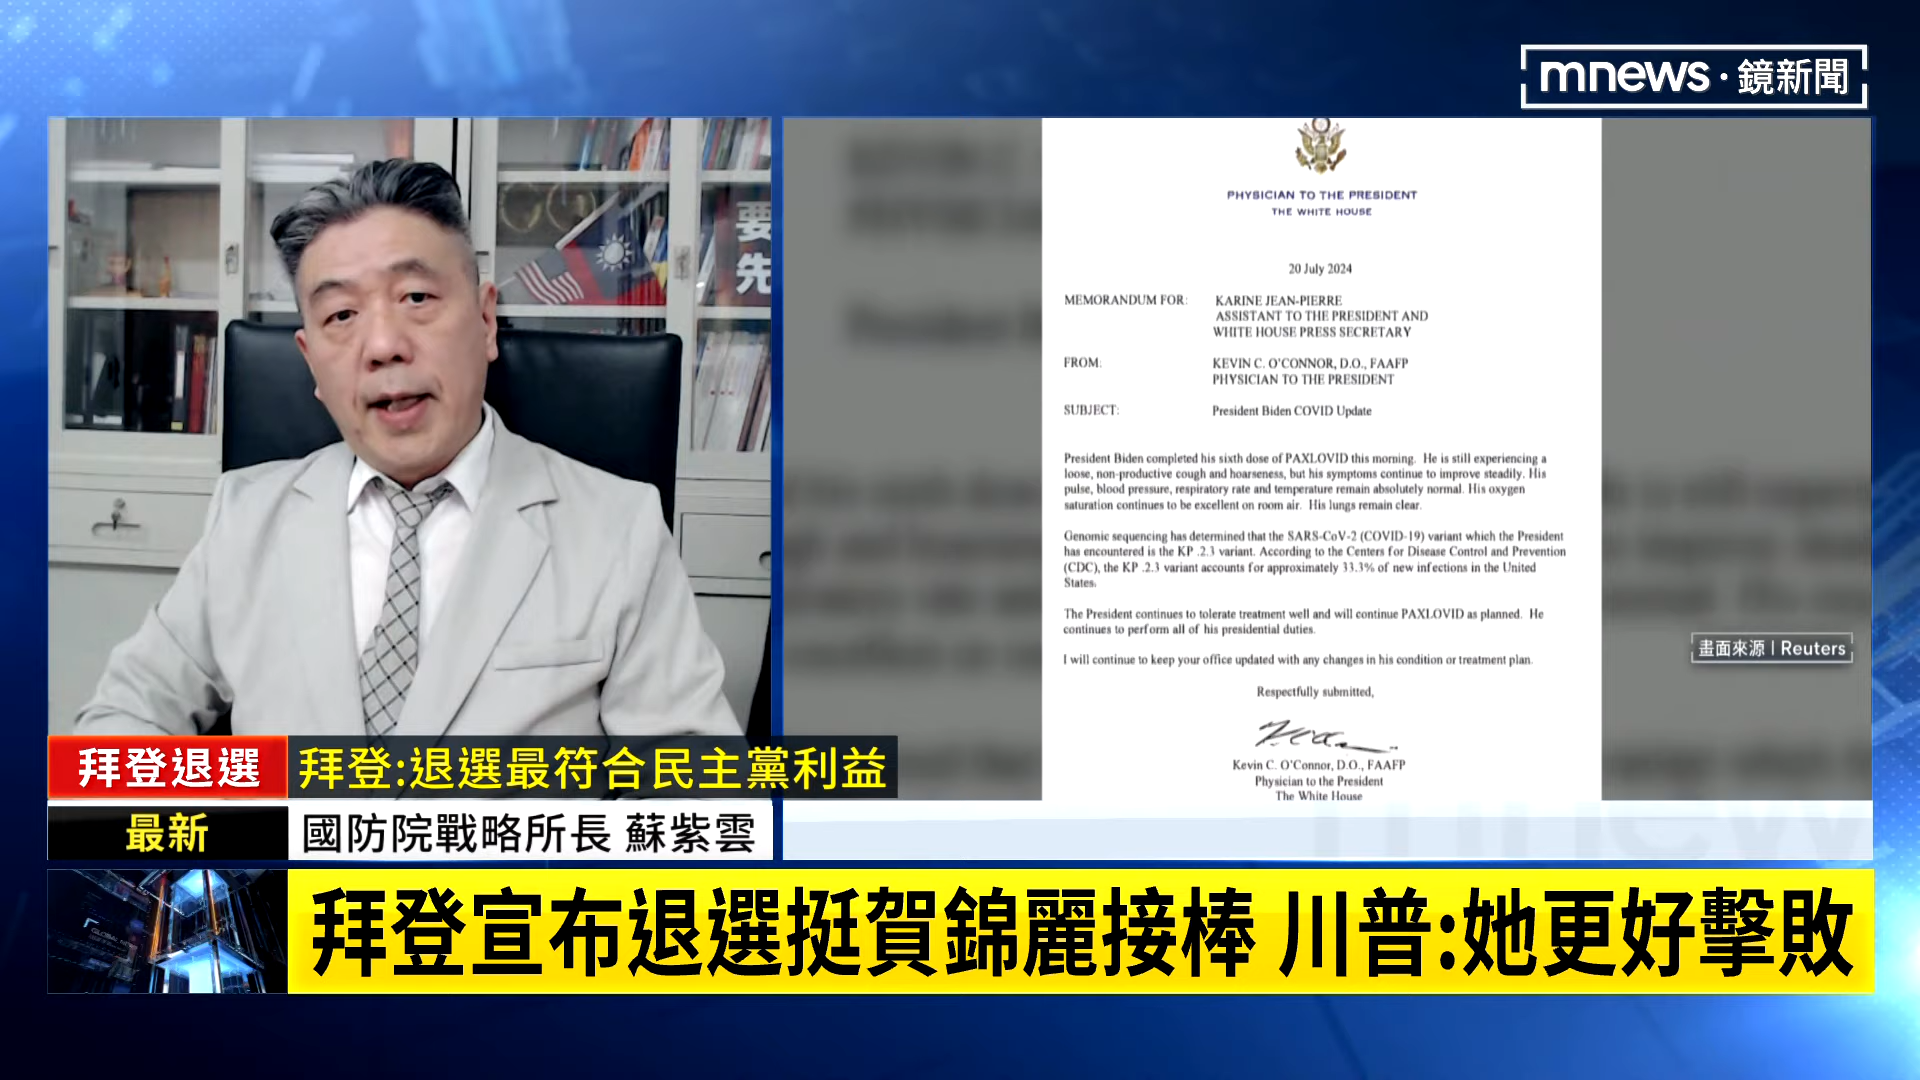 mnews·鏡新聞
要
先
PHYSICIAN TO THE PRESIDENT
THE WHITE HOUSE
20 July 2024
MEMORANDUM FOR: KARINE JEAN-PIERRE
ASSISTANT TO THE PRESIDENT AND
WHITE HOUSE PRESS SECRETARY
FROM: KEVIN C. O'CONNOR, D.O., FAAFP
PHYSICIAN TO THE PRESIDENT
SUBJECT: President Biden COVID Update
President Biden completed his sixth dose of PAXLOVID this morning. He is still experiencing a
loose, non-productive cough and hoarseness, but his symptoms continue to improve steadily. His
pulse, blood pressure, respiratory rate and temperature remain absolutely normal. His oxygen
saturation continues to be excellent on room air. His lungs remain clear.
Genomic sequencing has determined that the SARS-CoV-2 (COVID-19) variant which the President
has encountered is the KP .2.3 variant. According to the Centers for Disease Control and Prevention
(CDC), the KP .2.3 variant accounts for approximately 33.3% of new infections in the United
States.
The President continues to tolerate treatment well and will continue PAXLOVID as planned. He
continues to perform all of his presidential duties.
I will continue to keep your office updated with any changes in his condition or treatment plan.
Respectfully submitted,
Kevin C. O'Connor, D.O., FAAFP
Physician to the President
The White House
畫面來源|Reuters
拜登退選 拜登:退選最符合民主黨利益
最新 國防院戰略所長 蘇紫雲
拜登宣布退選挺賀錦麗接棒 川普:她更好擊敗